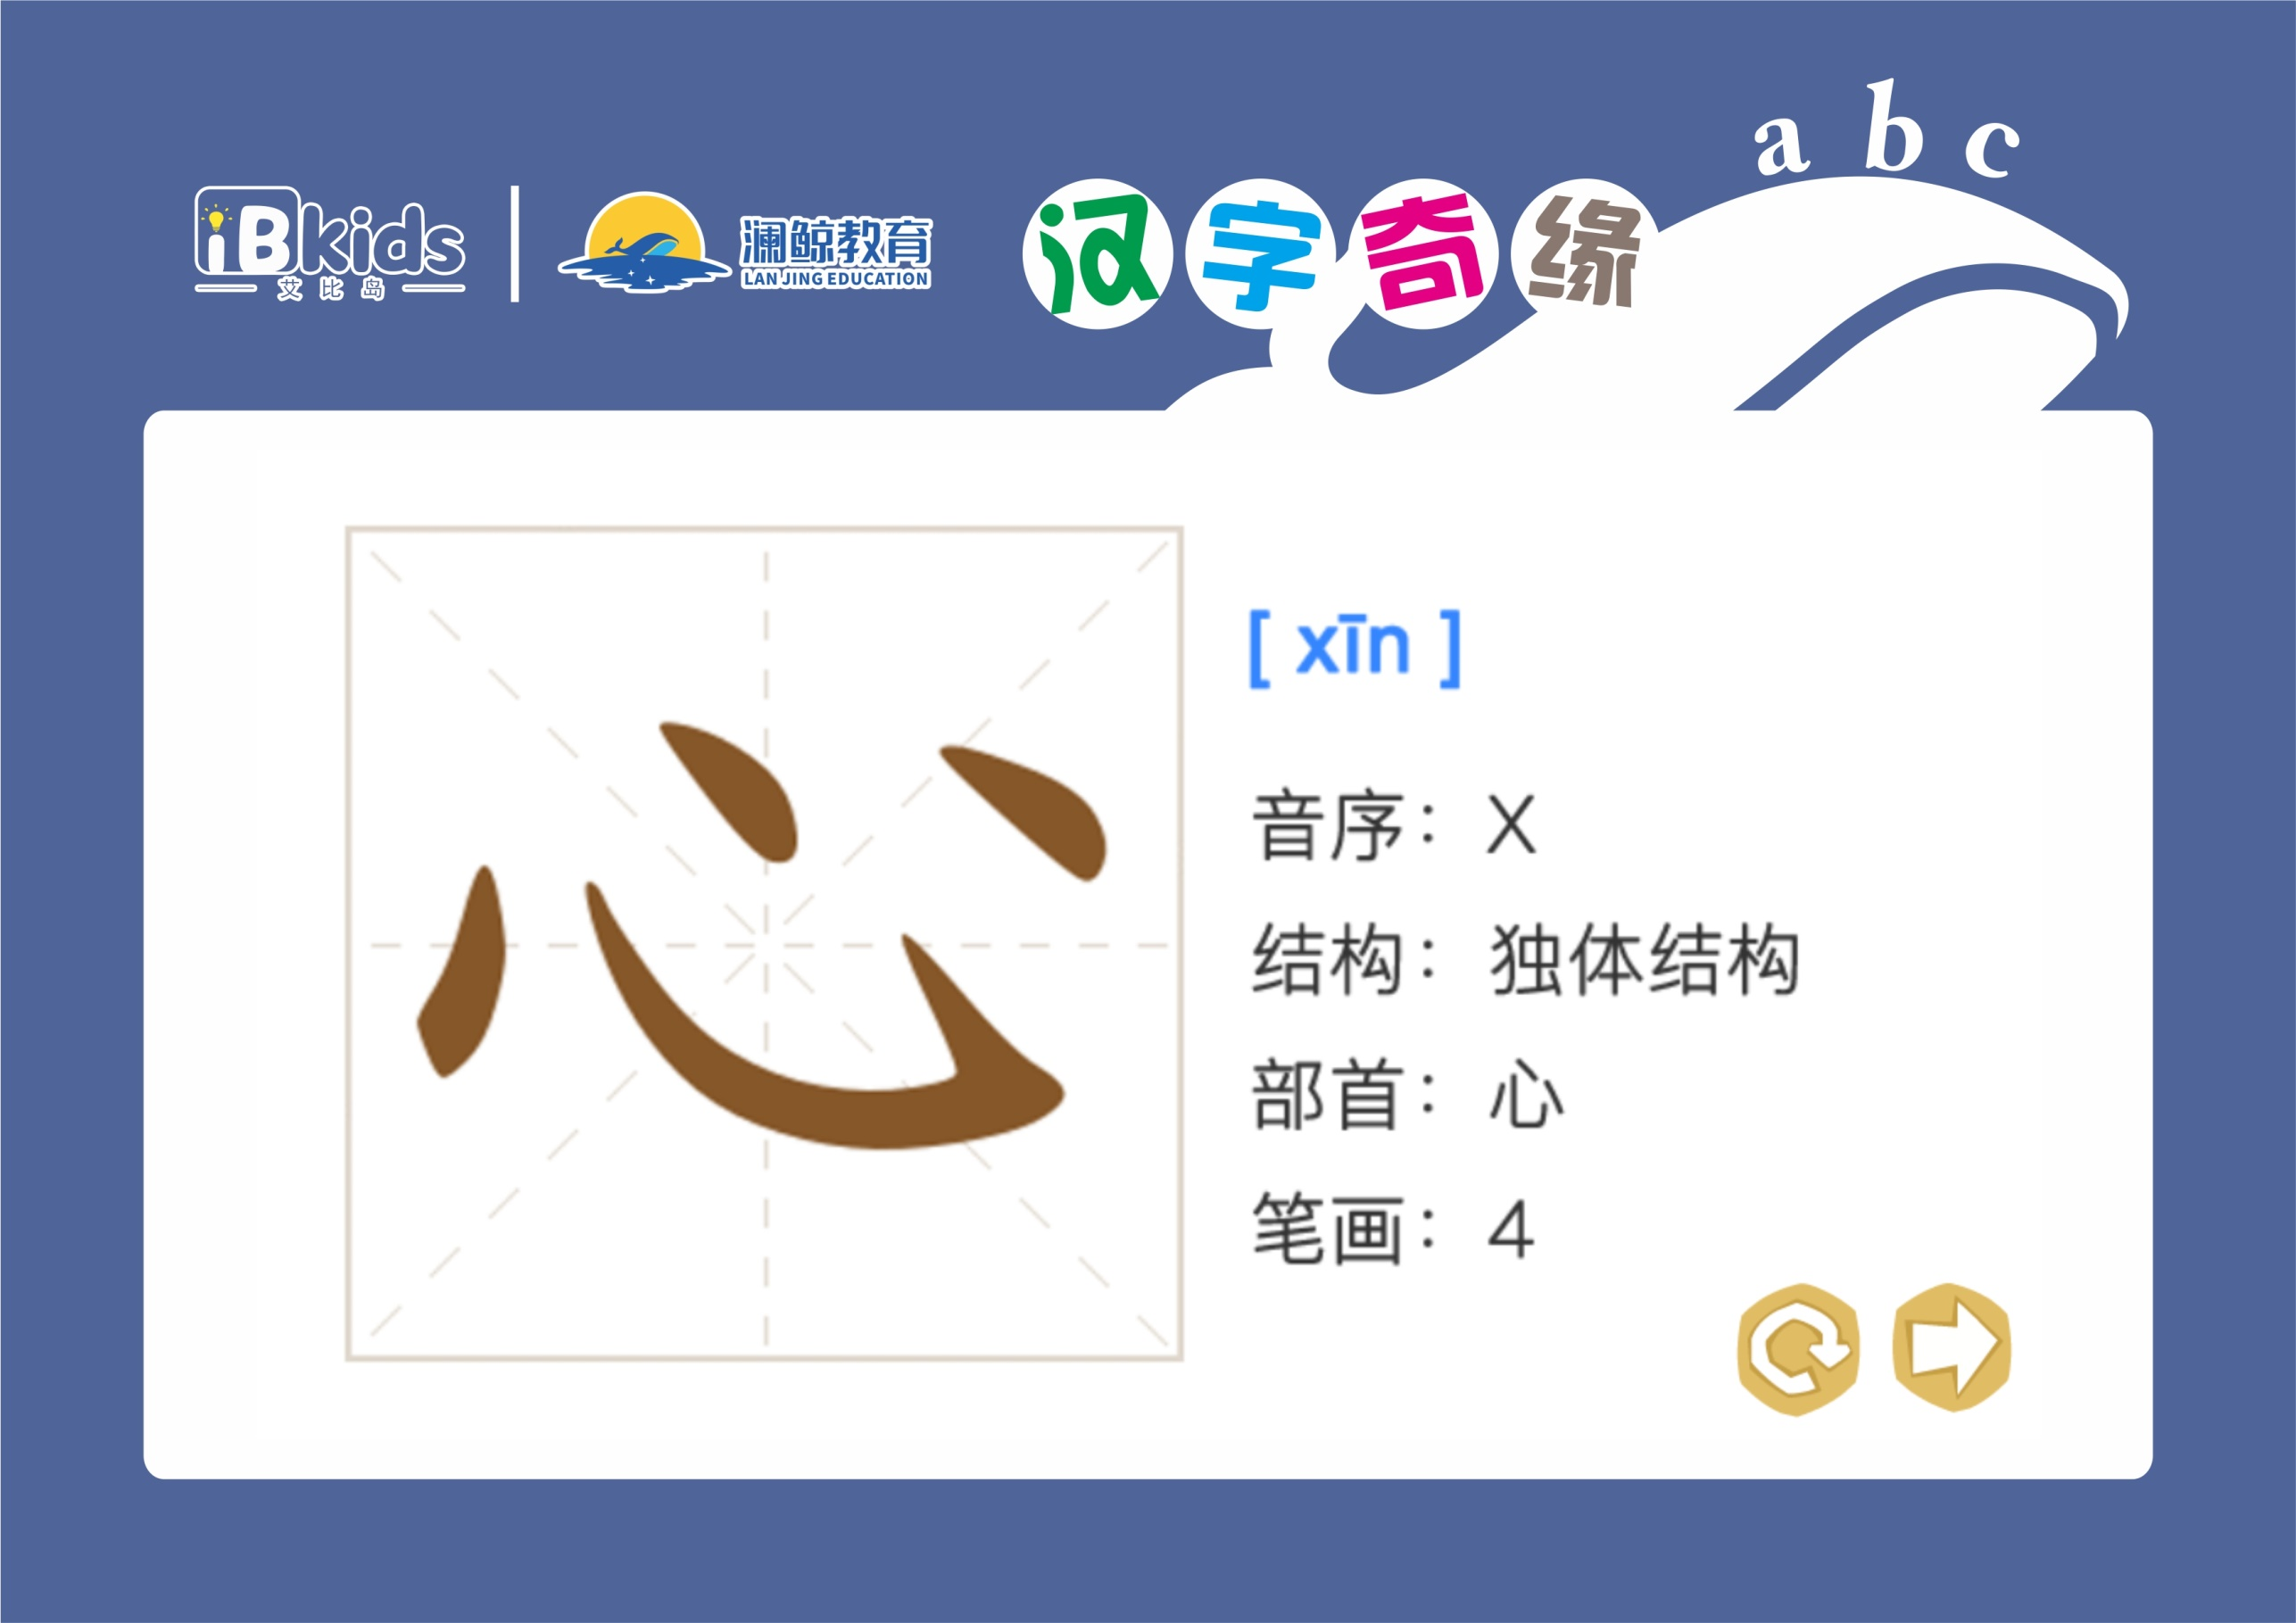 a b c
iBkids
艾比岛
澜鲸教育
LAN JING EDUCATION
汉字奇缘
心
[ xīn ]
音序：X
结构：独体结构
部首：心
笔画：4